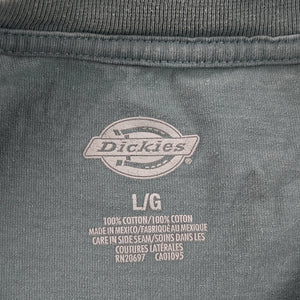 Dickies
L/G
100% COTTON/100% COTON
MADE IN MEXICO/FABRIQUÉ AU MEXIQUE
CARE IN SIDE SEAM/SOINS DANS LES
COUTURES LATÉRALES
RN20697 CA01095